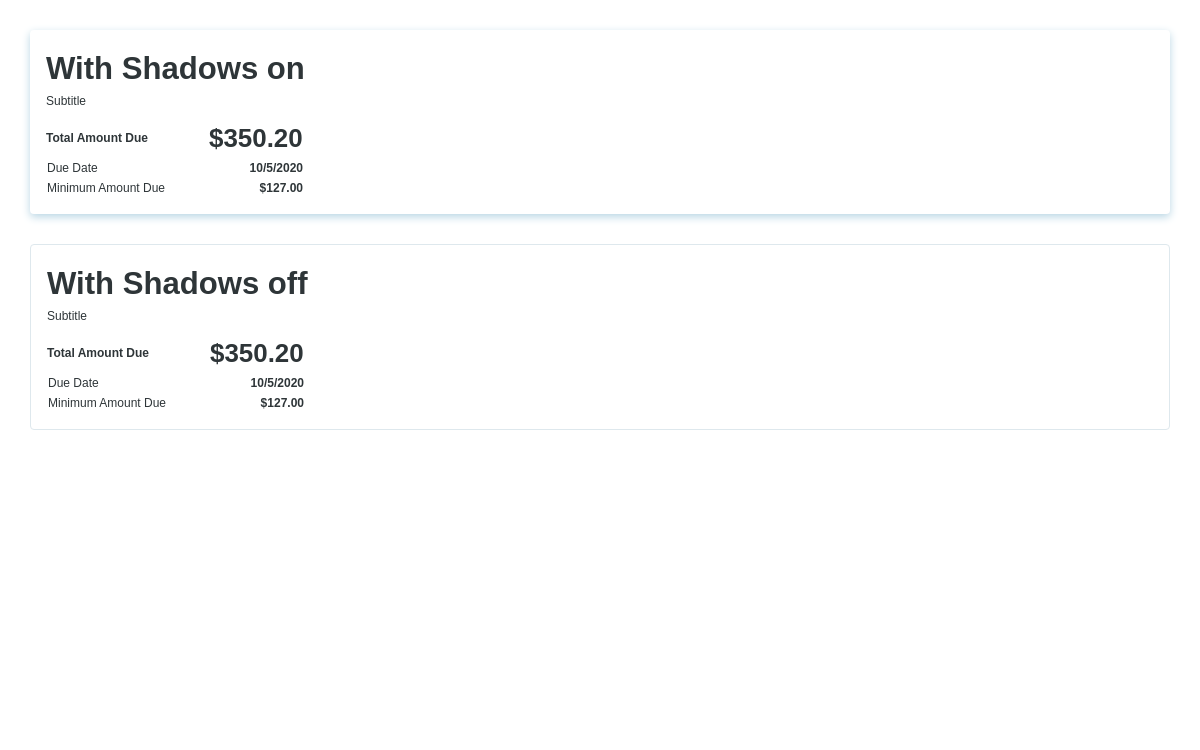 With Shadows on
Subtitle
Total Amount Due $350.20
Due Date 10/5/2020
Minimum Amount Due $127.00
With Shadows off
Subtitle
Total Amount Due $350.20
Due Date 10/5/2020
Minimum Amount Due $127.00